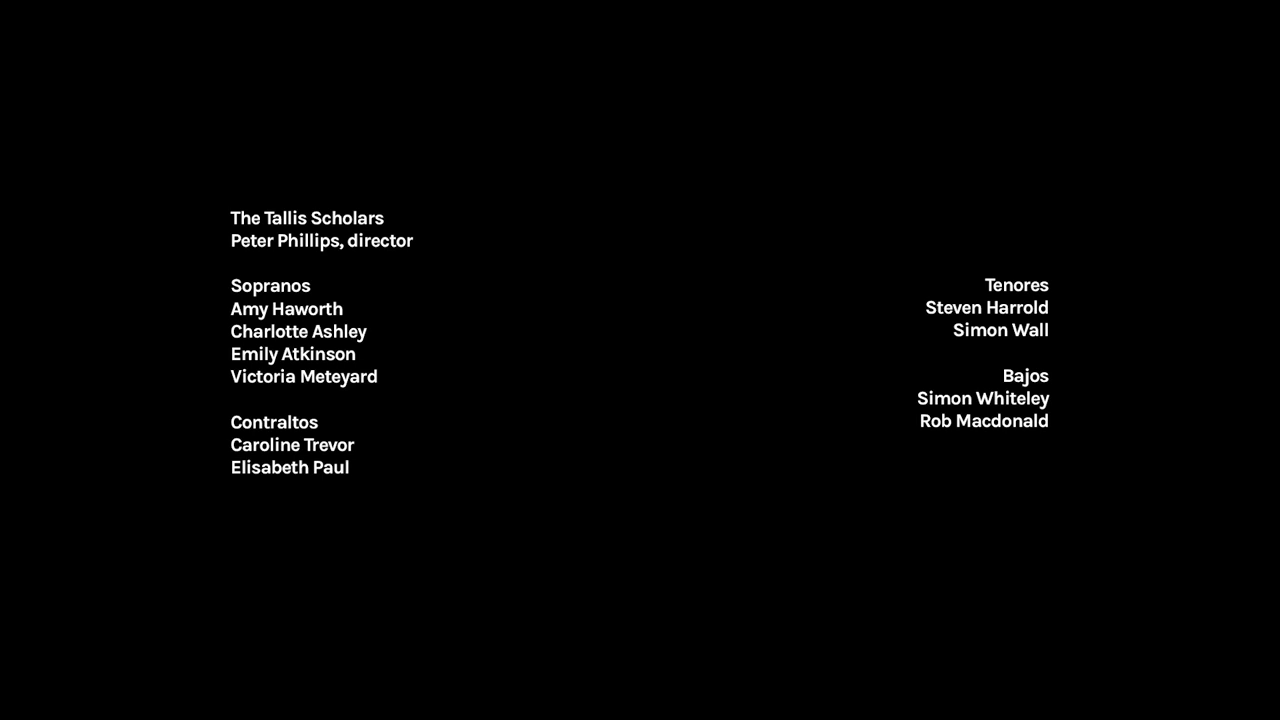 The Tallis Scholars
Peter Phillips, director
Sopranos
Amy Haworth
Charlotte Ashley
Emily Atkinson
Victoria Meteyard
Contraltos
Caroline Trevor
Elisabeth Paul
Tenores
Steven Harrold
Simon Wall
Bajos
Simon Whiteley
Rob Macdonald